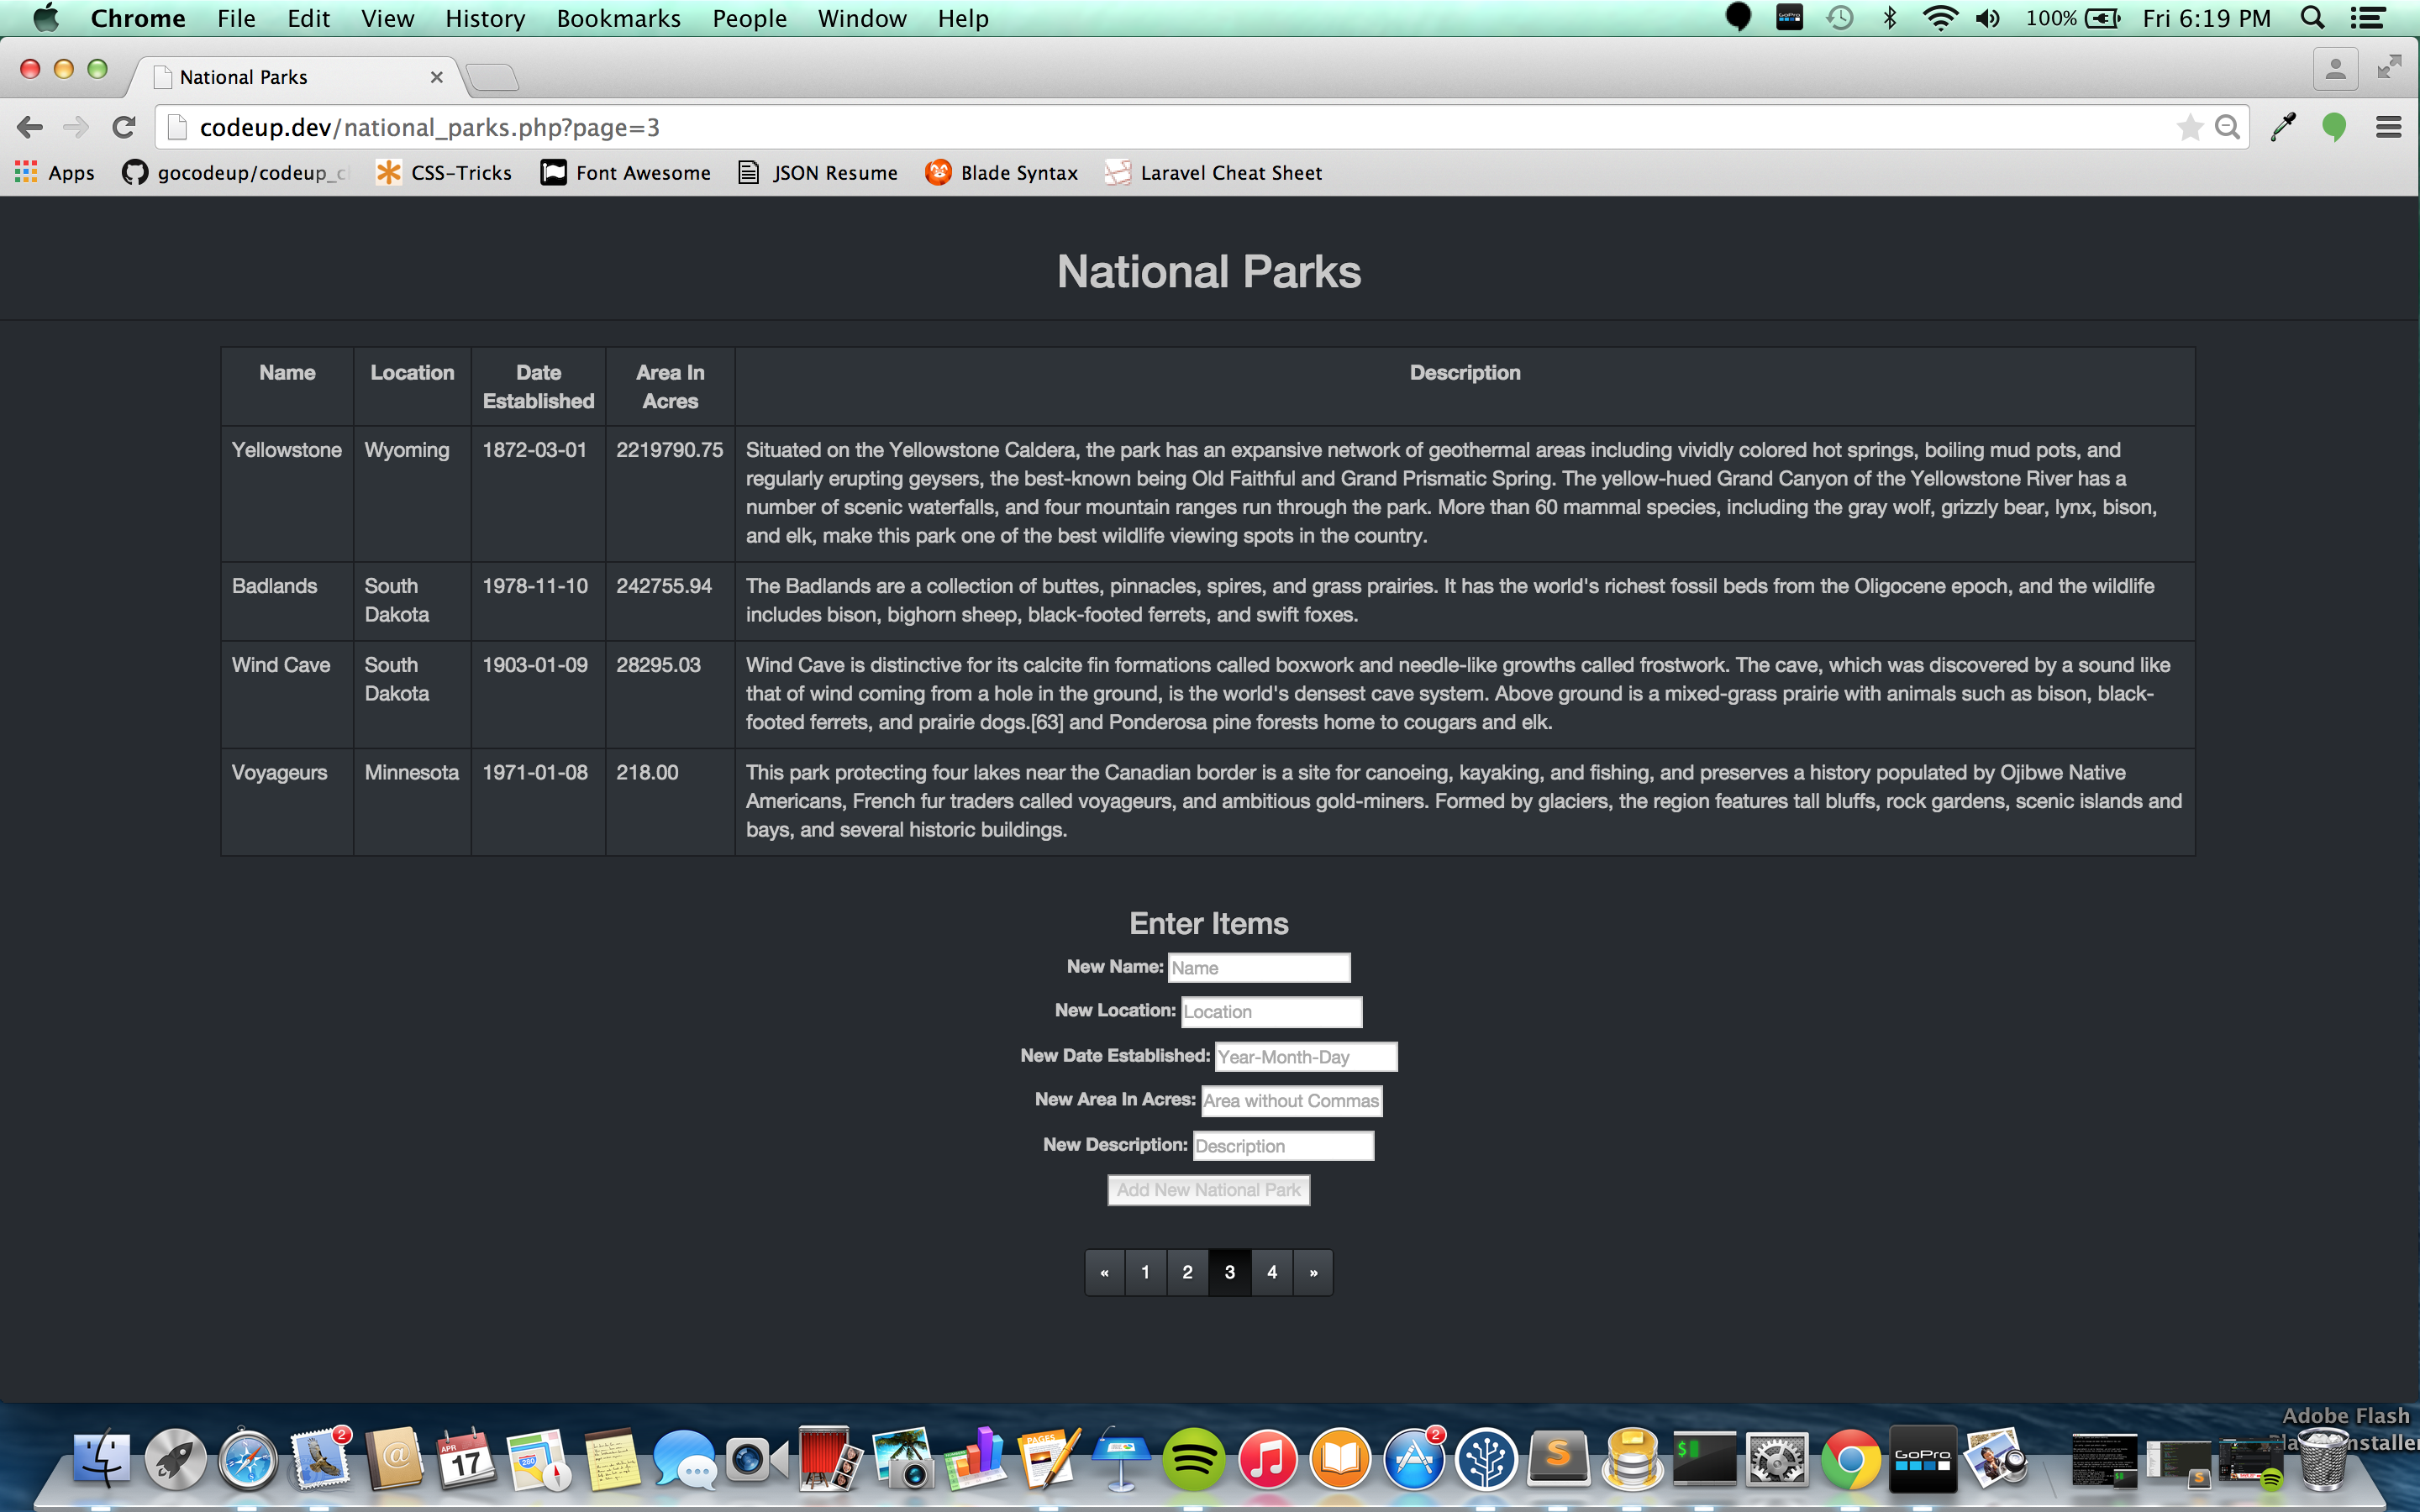 Chrome File Edit View History Bookmarks People Window Help 100% Fri 6:19 PM
National Parks
codeup.dev/national_parks.php?page=3
Apps gocodeup/codeup_c CSS-Tricks Font Awesome JSON Resume Blade Syntax Laravel Cheat Sheet
National Parks
Name Location Date Established Area In Acres Description
Yellowstone Wyoming 1872-03-01 2219790.75 Situated on the Yellowstone Caldera, the park has an expansive network of geothermal areas including vividly colored hot springs, boiling mud pots, and
regularly erupting geysers, the best-known being Old Faithful and Grand Prismatic Spring. The yellow-hued Grand Canyon of the Yellowstone River has a
number of scenic waterfalls, and four mountain ranges run through the park. More than 60 mammal species, including the gray wolf, grizzly bear, lynx, bison,
and elk, make this park one of the best wildlife viewing spots in the country.
Badlands South Dakota 1978-11-10 242755.94 The Badlands are a collection of buttes, pinnacles, spires, and grass prairies. It has the world's richest fossil beds from the Oligocene epoch, and the wildlife
includes bison, bighorn sheep, black-footed ferrets, and swift foxes.
Wind Cave South Dakota 1903-01-09 28295.03 Wind Cave is distinctive for its calcite fin formations called boxwork and needle-like growths called frostwork. The cave, which was discovered by a sound like
that of wind coming from a hole in the ground, is the world's densest cave system. Above ground is a mixed-grass prairie with animals such as bison, black-
footed ferrets, and prairie dogs.[63] and Ponderosa pine forests home to cougars and elk.
Voyageurs Minnesota 1971-01-08 218.00 This park protecting four lakes near the Canadian border is a site for canoeing, kayaking, and fishing, and preserves a history populated by Ojibwe Native
Americans, French fur traders called voyageurs, and ambitious gold-miners. Formed by glaciers, the region features tall bluffs, rock gardens, scenic islands and
bays, and several historic buildings.
Enter Items
New Name: Name
New Location: Location
New Date Established: Year-Month-Day
New Area In Acres: Area without Commas
New Description: Description
Add New National Park
« 1 2 3 4 »
Adobe Flash
2 APR 17 280 PAGES 2 S $ GoPro